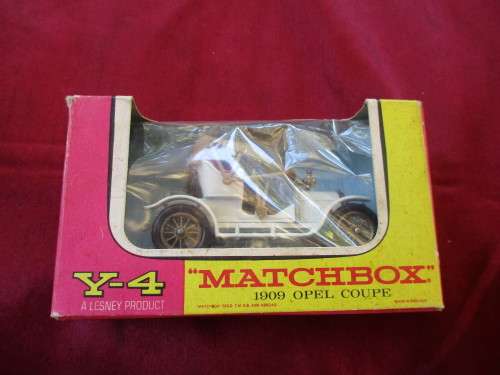 Y-4
A LESNEY PRODUCT
"MATCHBOX"
1909 OPEL COUPE